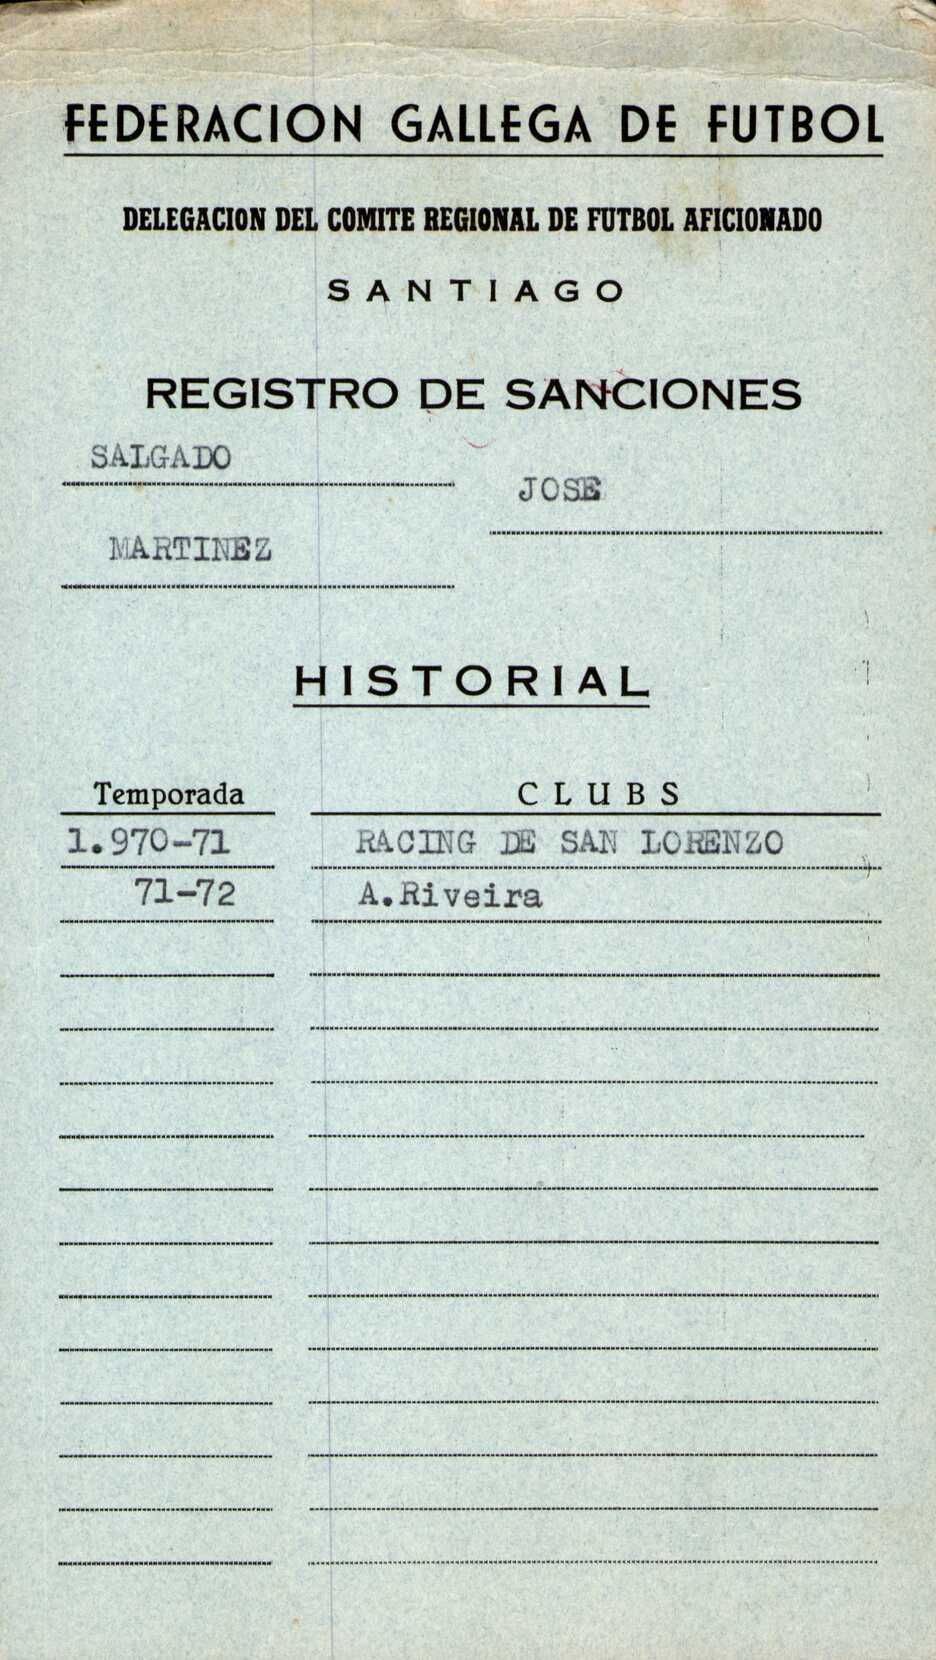 FEDERACION GALLEGA DE FUTBOL
DELEGACION DEL COMITE REGIONAL DE FUTBOL AFICIONADO
SANTIAGO
REGISTRO DE SANCIONES
SALGADO
JOSE
MARTINEZ
HISTORIAL
Temporada CLUBS
1.970-71 RACING DE SAN LORENZO
71-72 A.Riveira